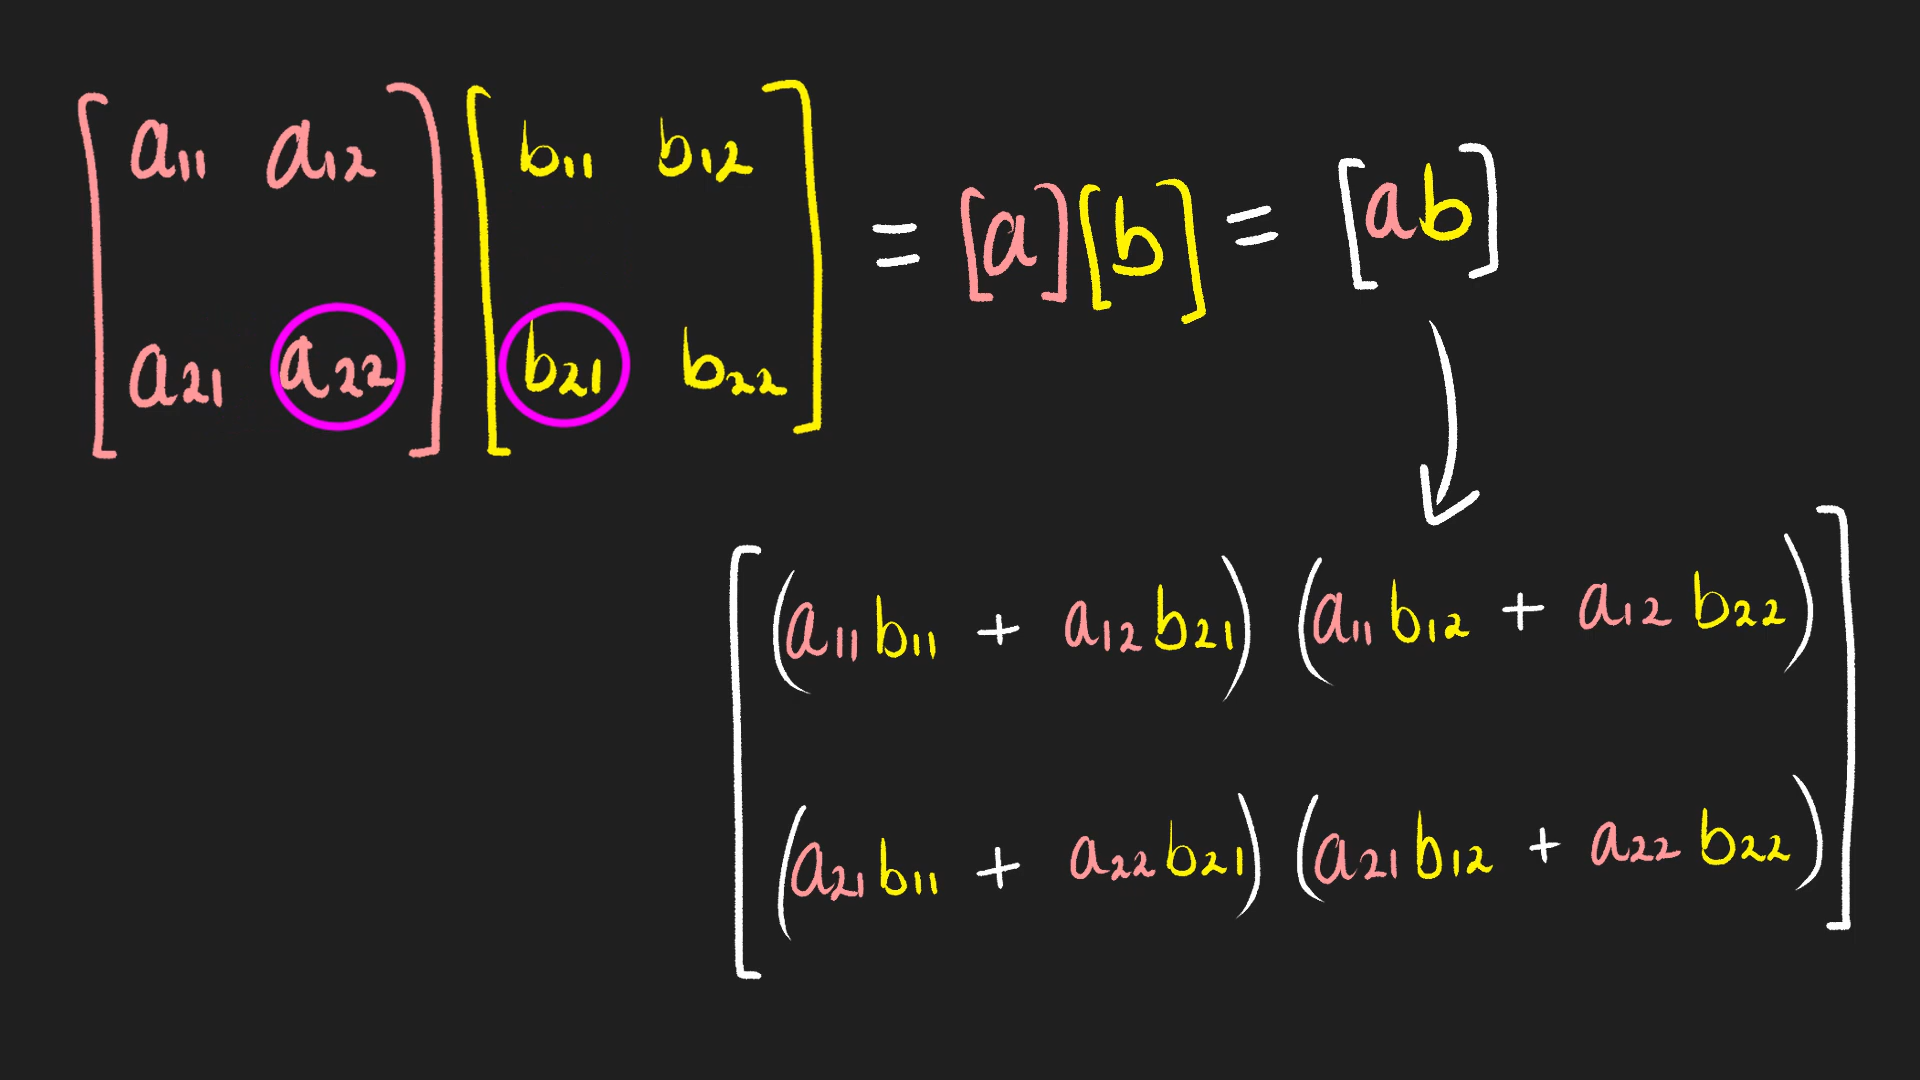 [a₁₁ a₁₂ [b₁₁ b₁₂
a₂₁ a₂₂] b₂₁ b₂₂] = [a][b] = [ab]
[(a₁₁b₁₁ + a₁₂b₂₁) (a₁₁b₁₂ + a₁₂b₂₂)
(a₂₁b₁₁ + a₂₂b₂₁) (a₂₁b₁₂ + a₂₂b₂₂)]